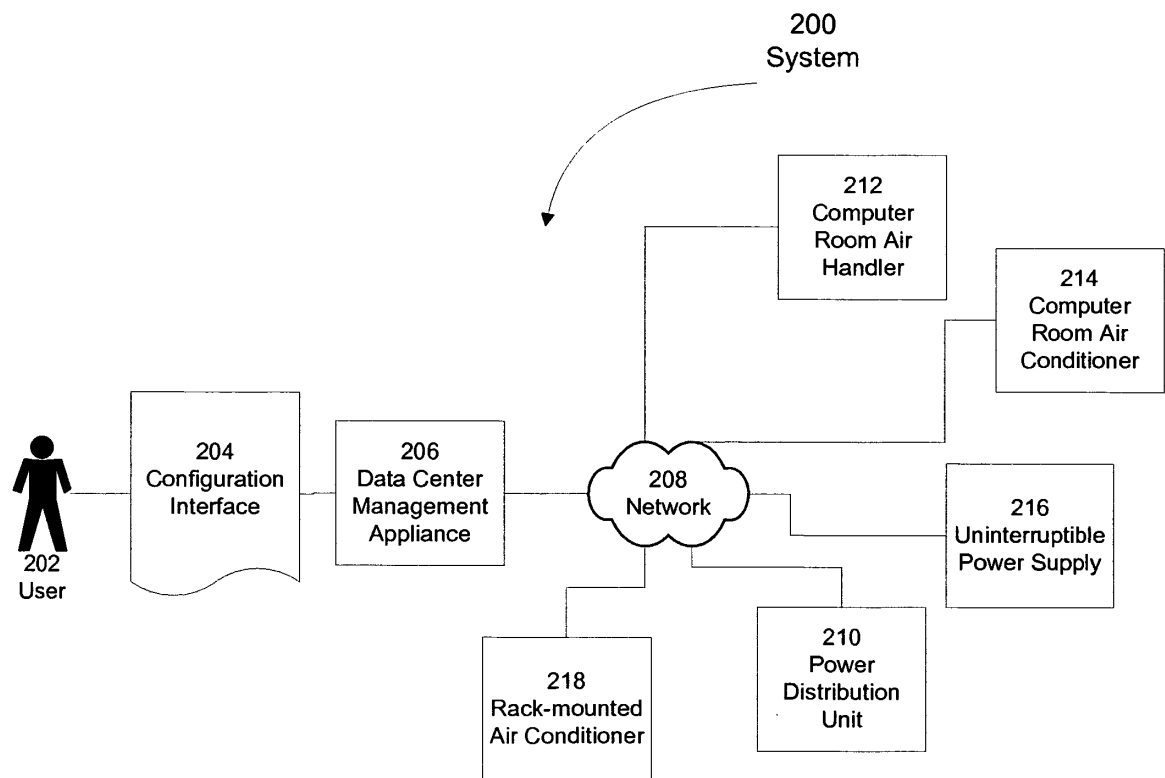 200
System
212
Computer
Room Air
Handler
214
Computer
Room Air
Conditioner
204
Configuration
Interface
206
Data Center
Management
Appliance
208
Network
216
Uninterruptible
Power Supply
202
User
210
Power
Distribution
Unit
218
Rack-mounted
Air Conditioner